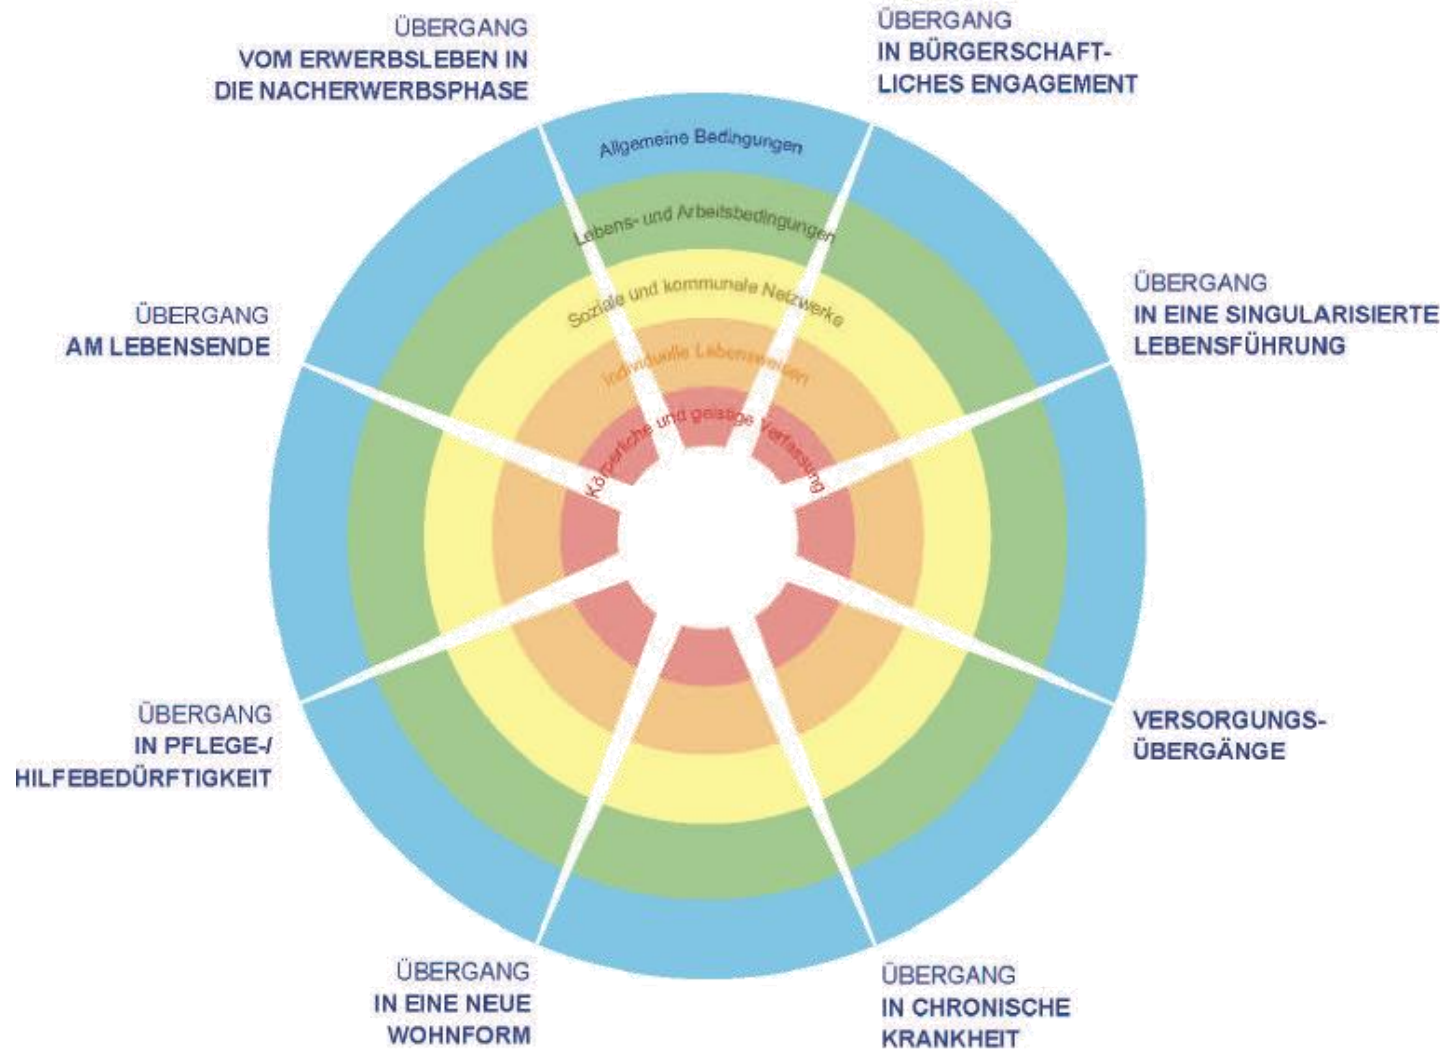 ÜBERGANG
VOM ERWERBSLEBEN IN
DIE NACHERWERBSPHASE
ÜBERGANG
IN BÜRGERSCHAFT-
LICHES ENGAGEMENT
Allgemeine Bedingungen
Lebens- und Arbeitsbedingungen
Soziale und kommunale Netzwerke
Individuelle Lebensweisen
Körperliche und geistige Verfassung
ÜBERGANG
AM LEBENSENDE
ÜBERGANG
IN EINE SINGULARISIERTE
LEBENSFÜHRUNG
ÜBERGANG
IN PFLEGE-/
HILFEBEDÜRFTIGKEIT
VERSORGUNGS-
ÜBERGÄNGE
ÜBERGANG
IN EINE NEUE
WOHNFORM
ÜBERGANG
IN CHRONISCHE
KRANKHEIT